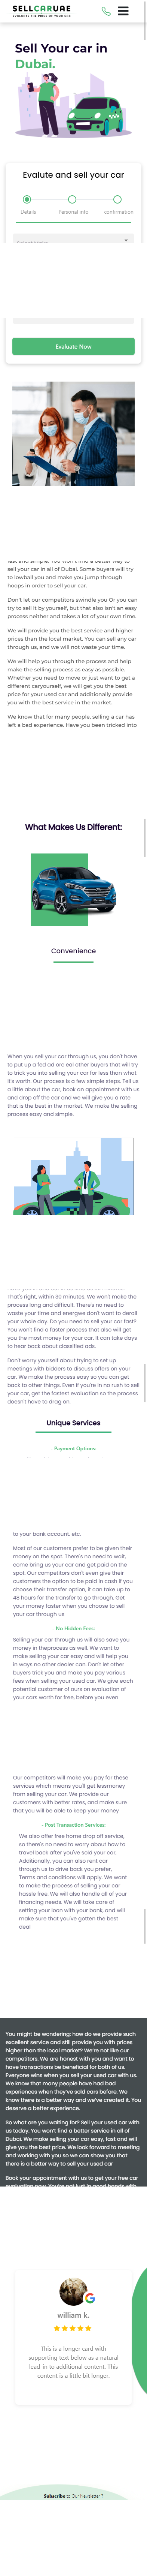 SELLCARUAE
EVALUATE THE PRICE OF YOUR CAR
Sell Your car in
Dubai.
Evalute and sell your car
Details
Personal info
confirmation
Evaluate Now
fast and simple. You won't find a better way to
sell your car in all of Dubai. Some buyers will try
to lowball you and make you jump through
hoops in order to sell your car.
Don't let our competitors swindle you Or you can
try to sell it by yourself, but that also isn't an easy
process neither and takes a lot of your own time.
We will provide you the best service and higher
prices than the local market. You can sell any car
through us, and we will not waste your time.
We will help you through the process and help
make the selling process as easy as possible.
Whether you need to move or just want to get a
different caryourself, we will get you the best
price for your used car and additionally provide
you with the best service in the market.
We know that for many people, selling a car has
left a bad experience. Have you been tricked into
What Makes Us Different:
Convenience
When you sell your car through us, you don't have
to put up a fed ad arc eal other buyers that will try
to trick you into selling your car for less than what
it's worth. Our process is a few simple steps. Tell us
a little about the car, book an appointment with us
and drop off the car and we will give you a rate
that is the best in the market. We make the selling
process easy and simple.
That's right, within 30 minutes. We won't make the
process long and difficult. There's no need to
waste your time and energwe don't want to derail
your whole day. Do you need to sell your car fast?
You won't find a faster process that also will get
you the most money for your car. It can take days
to hear back about classified ads.
Don't worry yourself about trying to set up
meetings with bidders to discuss offers on your
car. We make the process easy so you can get
back to other things. Even if you're in no rush to sell
your car, get the fastest evaluation so the process
doesn't have to drag on.
Unique Services
- Payment Options:
to your bank account. etc.
Most of our customers prefer to be given their
money on the spot. There's no need to wait,
come bring us your car and get paid on the
spot. Our competitors don't even give their
customers the option to be paid in cash if you
choose their transfer option, it can take up to
48 hours for the transfer to go through. Get
your money faster when you choose to sell
your car through us
- No Hidden Fees:
Selling your car through us will also save you
money in theprocess as well. We want to
make selling your car easy and will help you
in ways no other dealer can. Don't let other
buyers trick you and make you pay various
fees when selling your used car. We give each
potential customer of ours an evaluation of
your cars worth for free, before you even
Our competitors will make you pay for these
services which means you'll get lessmoney
from selling your car. We provide our
customers with better rates, and make sure
that you will be able to keep your money
- Post Transaction Services:
We also offer free home drop off service,
so there's no need to worry about how to
travel back after you've sold your car,
Additionally, you can also rent car
through us to drive back you prefer,
Terms and conditions will apply. We want
to make the process of selling your car
hassle free. We will also handle all of your
financing needs. We will take care of
setting your loan with your bank, and will
make sure that you've gotten the best
deal!
You might be wondering: how do we provide such
excellent service and still provide you with prices
higher than the local market? We're not like our
competitors. We are honest with you and want to
have transactions be beneficial for both of us.
Everyone wins when you sell your used car with us.
We know that many people have had bad
experiences when they've sold cars before. We
know there is a better way and we've created it, You
deserve a better experience.
So what are you waiting for? Sell your used car with
us today. You won't find a better service in all of
Dubai. We make selling your car easy, fast and will
give you the best price. We look forward to meeting
and working with you so we can show you that
there is a better way to sell your used car
Book your appointment with us to get your free car
william k.
This is a longer card with
supporting text below as a natural
lead-in to additional content. This
content is a little bit longer.
Subscribe to Our Newsletter ?